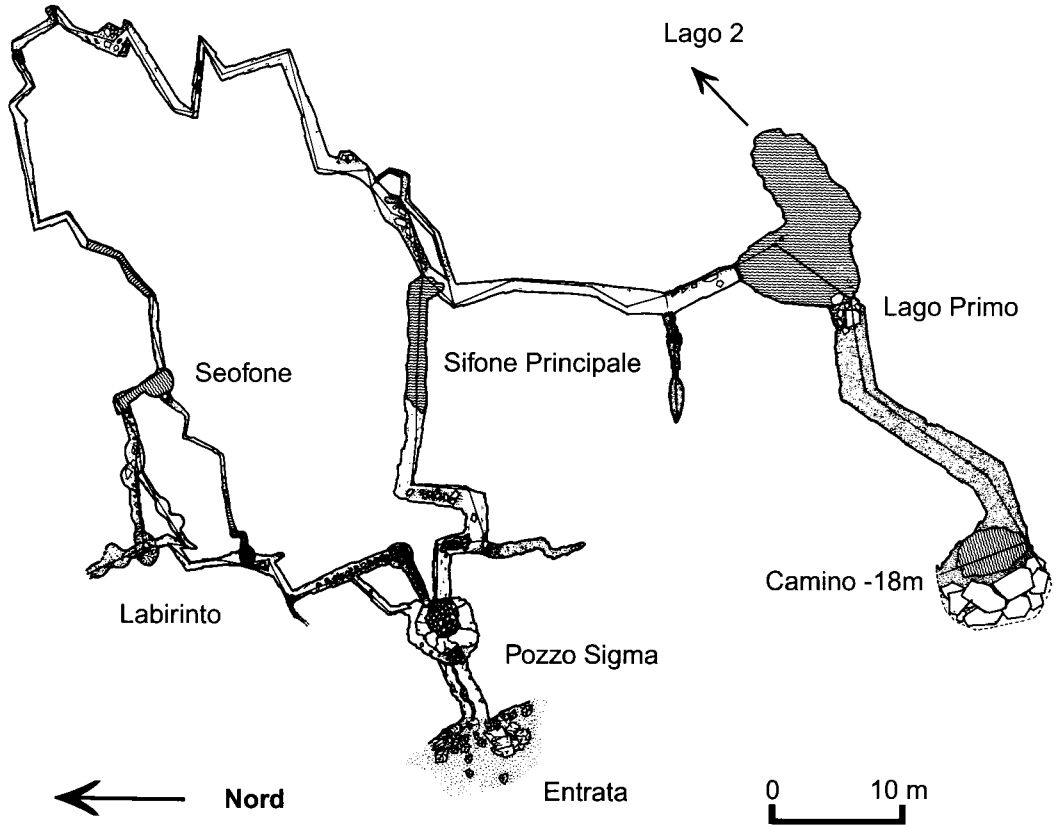 Lago 2
Lago Primo
Seofone
Sifone Principale
Camino -18m
Labirinto
Pozzo Sigma
Entrata
Nord
0 10 m